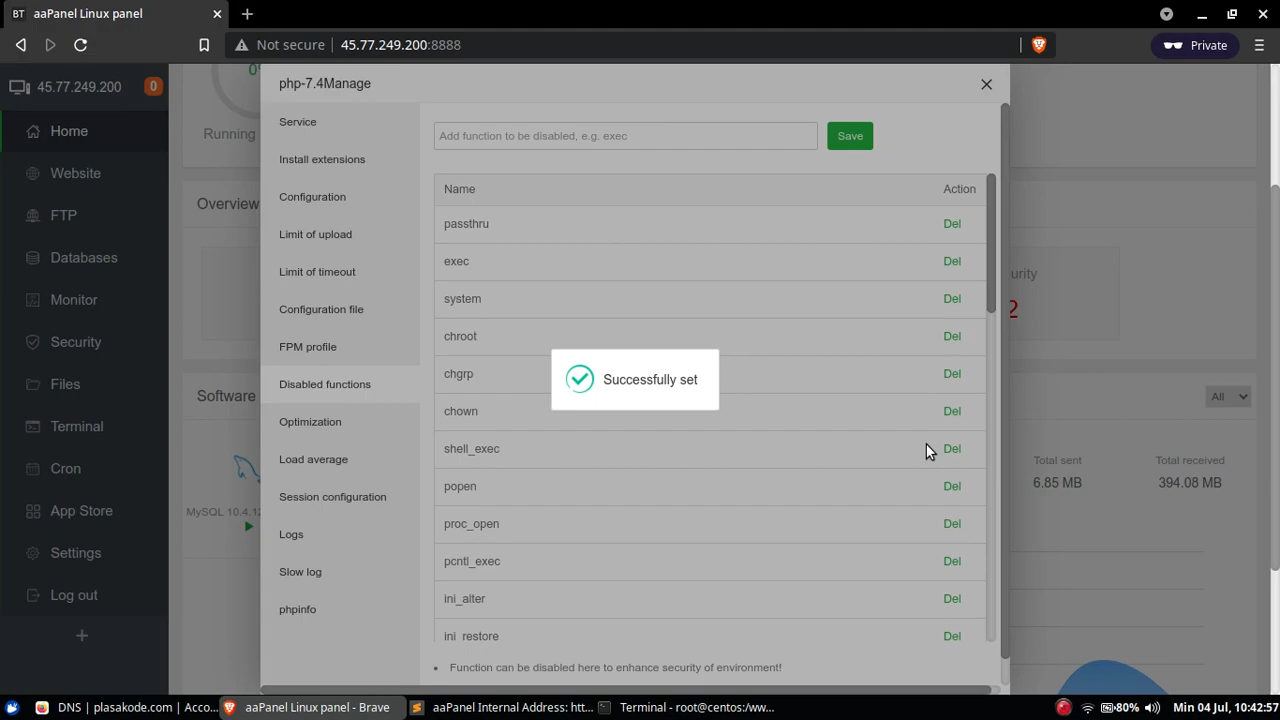 BT aaPanel Linux panel
Not secure 45.77.249.200:8888
Private
45.77.249.200 0
Home
Website
FTP
Databases
Monitor
Security
Files
Terminal
Cron
App Store
Settings
Log out
Running
Overview
Software
MySQL 10.4.12
php-7.4Manage
Service
Install extensions
Configuration
Limit of upload
Limit of timeout
Configuration file
FPM profile
Disabled functions
Optimization
Load average
Session configuration
Logs
Slow log
phpinfo
Add function to be disabled, e.g. exec Save
Name Action
passthru Del
exec Del
system Del
chroot Del
chgrp Del
chown Del
shell_exec Del
popen Del
proc_open Del
pcntl_exec Del
ini_alter Del
ini_restore Del
Function can be disabled here to enhance security of environment!
Successfully set
All
Total sent Total received
6.85 MB 394.08 MB
DNS | plasakode.com | Acco... aaPanel Linux panel - Brave aaPanel Internal Address: htt... Terminal - root@centos:/ww... 80% Min 04 Jul, 10:42:57